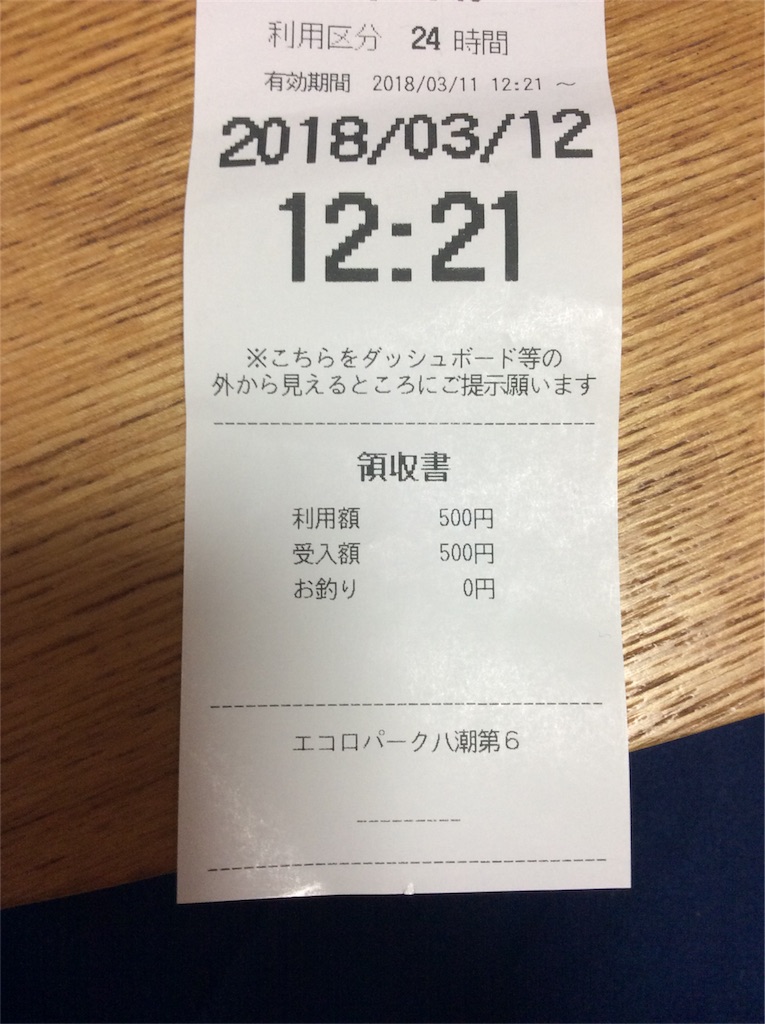 利用区分 24 時間
有効期間 2018/03/11 12:21 ～
2018/03/12
12:21
※こちらをダッシュボード等の
外から見えるところにご提示願います
領収書
利用額 500円
受入額 500円
お釣り 0円
エコロパーク八潮第6